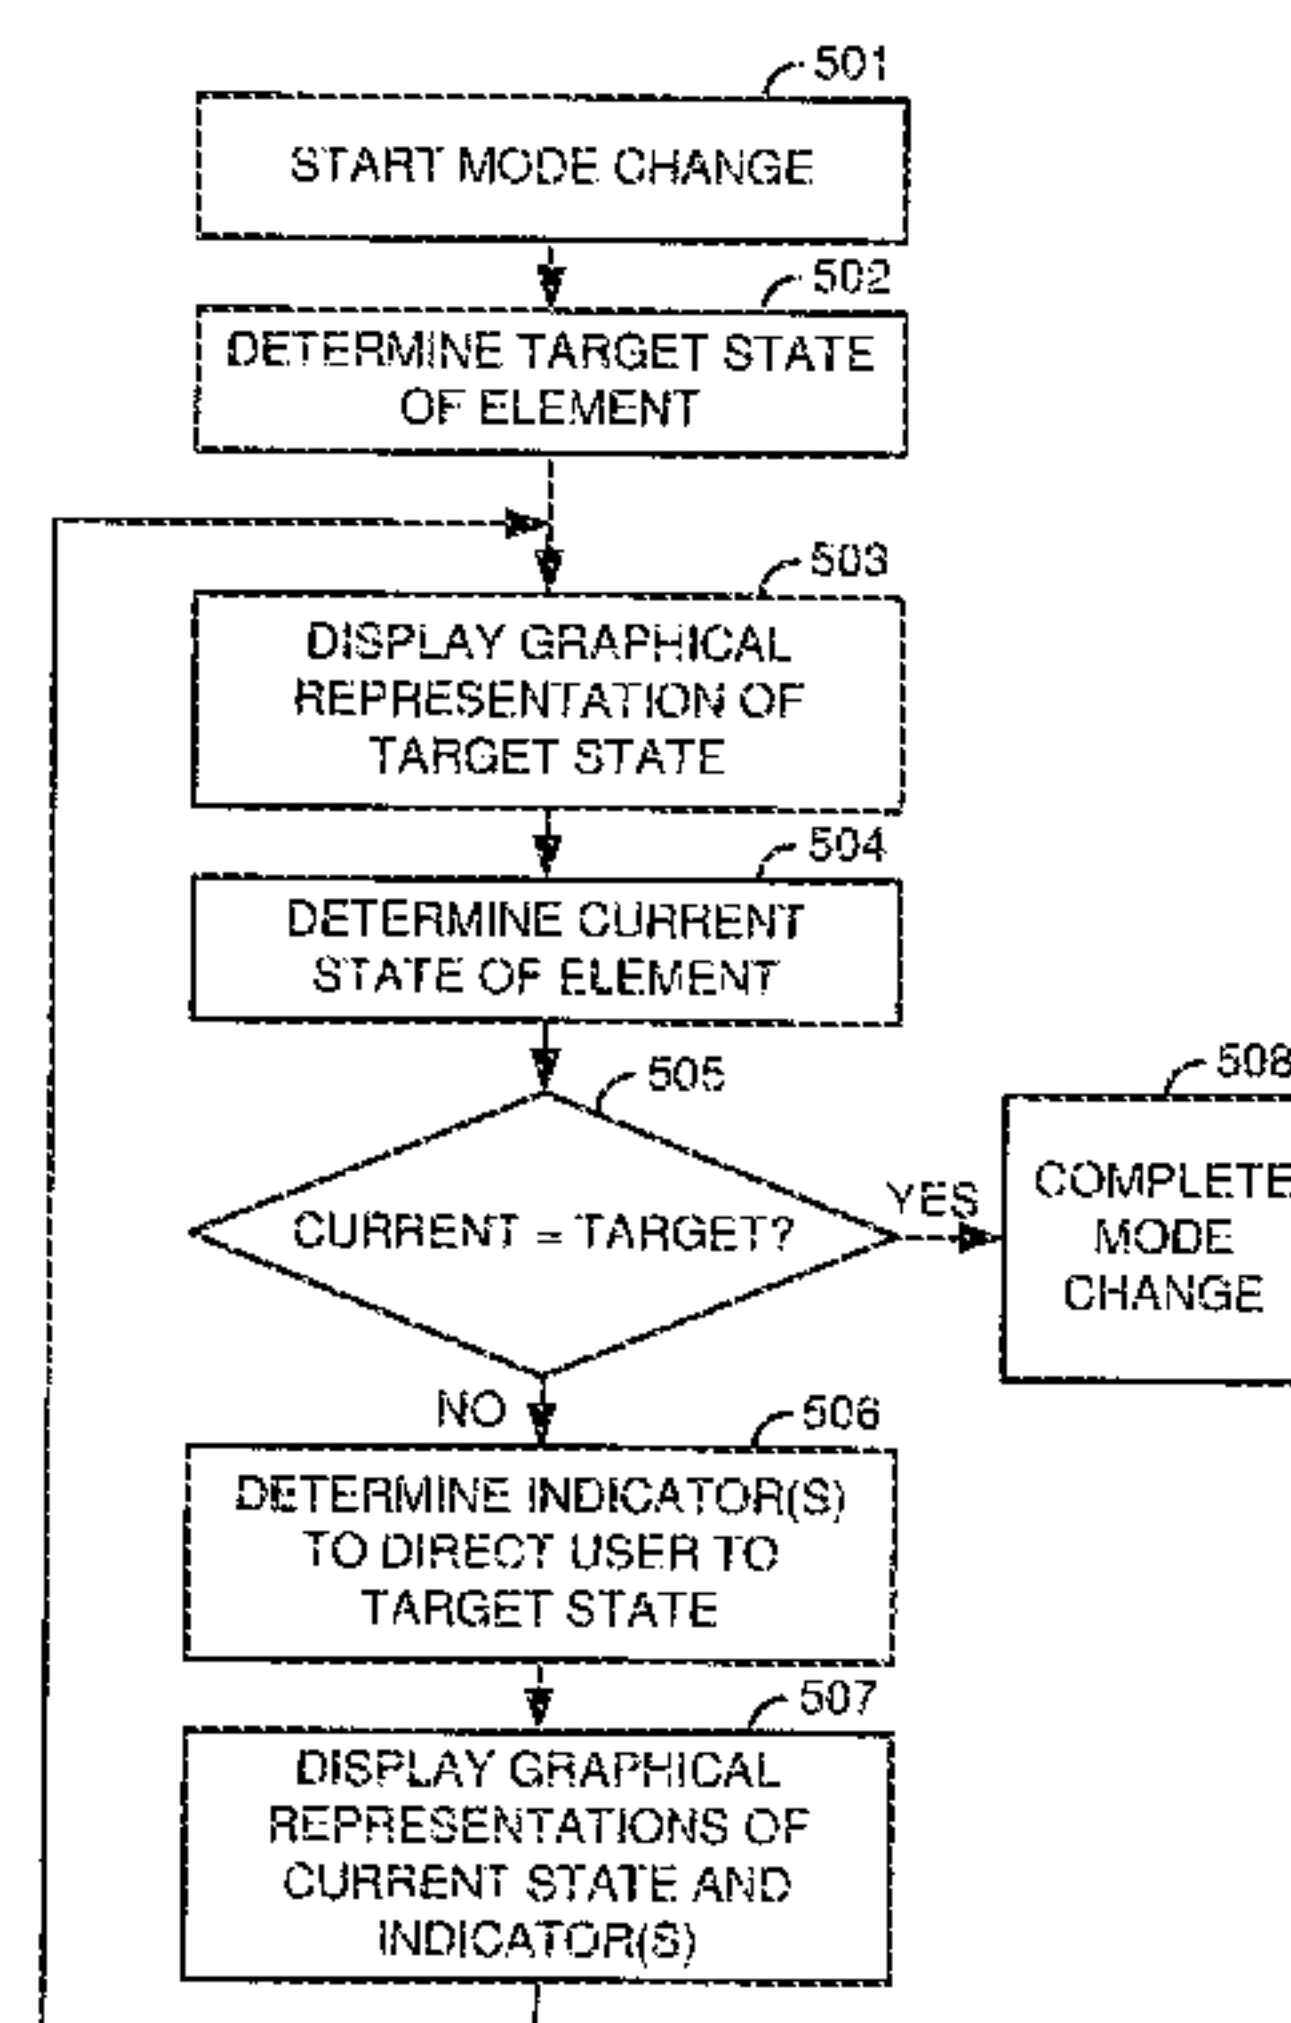 501
START MODE CHANGE
502
DETERMINE TARGET STATE
OF ELEMENT
503
DISPLAY GRAPHICAL
REPRESENTATION OF
TARGET STATE
504
DETERMINE CURRENT
STATE OF ELEMENT
505
CURRENT = TARGET?
YES
508
COMPLETE
MODE
CHANGE
NO
506
DETERMINE INDICATOR(S)
TO DIRECT USER TO
TARGET STATE
507
DISPLAY GRAPHICAL
REPRESENTATIONS OF
CURRENT STATE AND
INDICATOR(S)